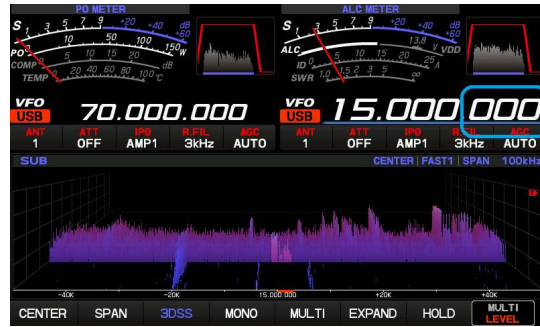 PO METER ALC METER
S 1 3 5 7 9 +20 +40 +60 dB S 1 3 5 7 9 +20 +40 +60 dB
PO 0 10 50 100 150 W ALC 13.8 V VDD
COMP 0 5 10 15 20 dB ID 0 5 10 15 20 25 A
TEMP 0 20 40 60 80 100 °C SWR 1.0 1.5 2 3 5 ∞
VFO 70.000.000 VFO 15.000.000
USB USB
ANT ATT IPO R.FIL AGC ANT ATT IPO R.FIL AGC
1 OFF AMP1 3kHz AUTO 1 OFF AMP1 3kHz AUTO
SUB CENTER | FAST1 | SPAN 100kHz
-40K -20K 15.000.000 +20K +40K
CENTER SPAN 3DSS MONO MULTI EXPAND HOLD MULTI
LEVEL